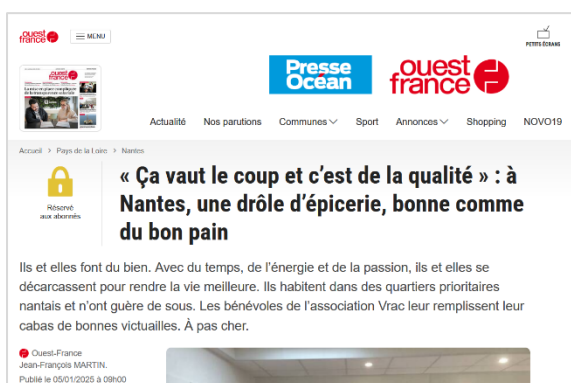 ouest
france
MENU
PETITES ÉCRANS
Presse
Océan
ouest
france
Actualité Nos parutions Communes Sport Annonces Shopping NOVO19
Accueil > Pays de la Loire > Nantes
Réservé
aux abonnés
« Ça vaut le coup et c’est de la qualité » : à
Nantes, une drôle d’épicerie, bonne comme
du bon pain
Ils et elles font du bien. Avec du temps, de l’énergie et de la passion, ils et elles se
décarcassent pour rendre la vie meilleure. Ils habitent dans des quartiers prioritaires
nantais et n’ont guère de sous. Les bénévoles de l’association Vrac leur remplissent leur
cabas de bonnes victuailles. À pas cher.
Ouest-France
Jean-François MARTIN.
Publié le 05/01/2025 à 09h00